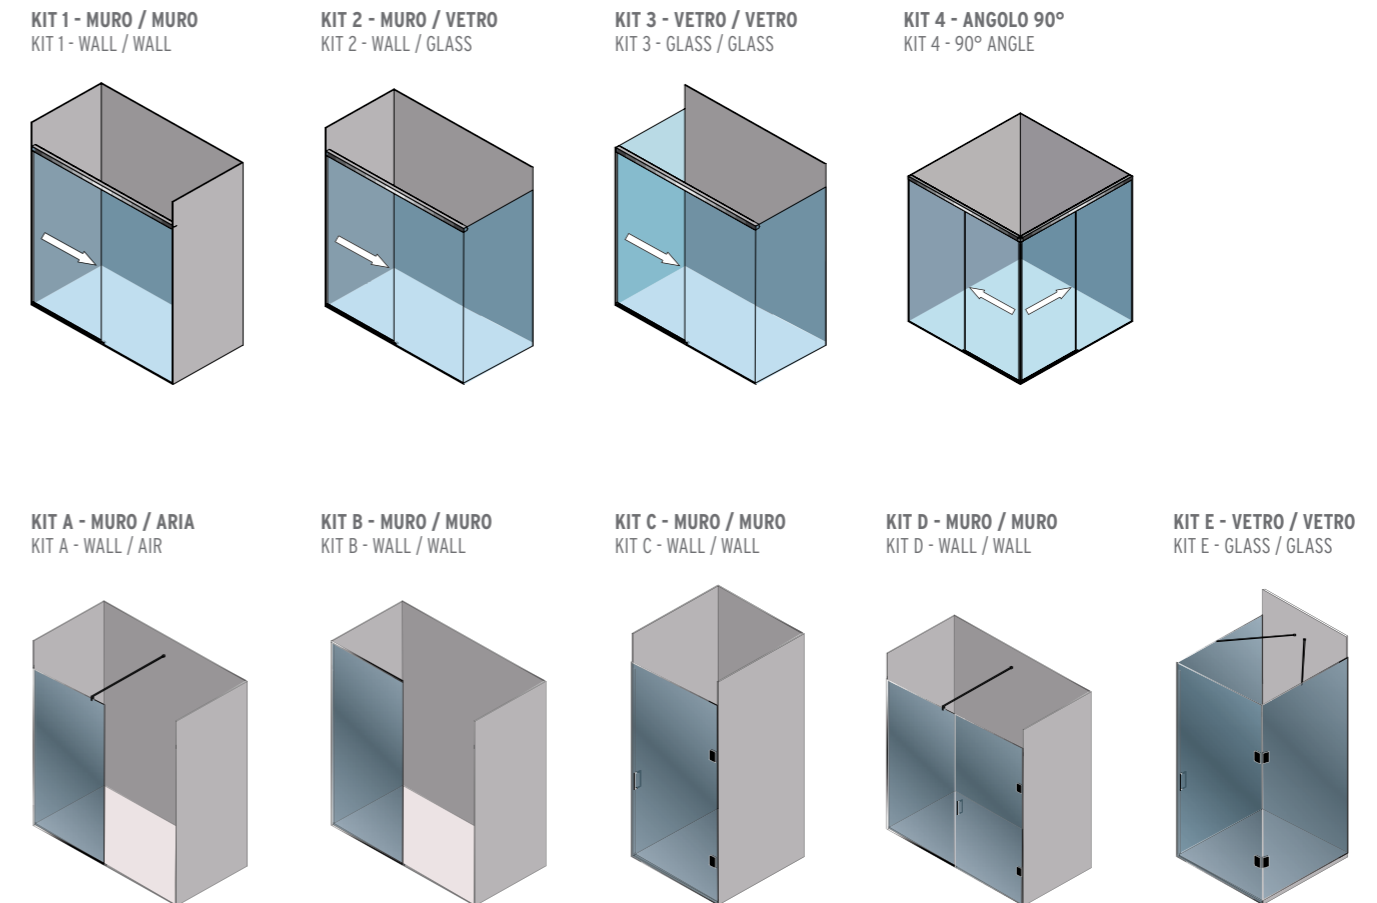 KIT 1 - MURO / MURO
KIT 1 - WALL / WALL
KIT 2 - MURO / VETRO
KIT 2 - WALL / GLASS
KIT 3 - VETRO / VETRO
KIT 3 - GLASS / GLASS
KIT 4 - ANGOLO 90°
KIT 4 - 90° ANGLE
KIT A - MURO / ARIA
KIT A - WALL / AIR
KIT B - MURO / MURO
KIT B - WALL / WALL
KIT C - MURO / MURO
KIT C - WALL / WALL
KIT D - MURO / MURO
KIT D - WALL / WALL
KIT E - VETRO / VETRO
KIT E - GLASS / GLASS